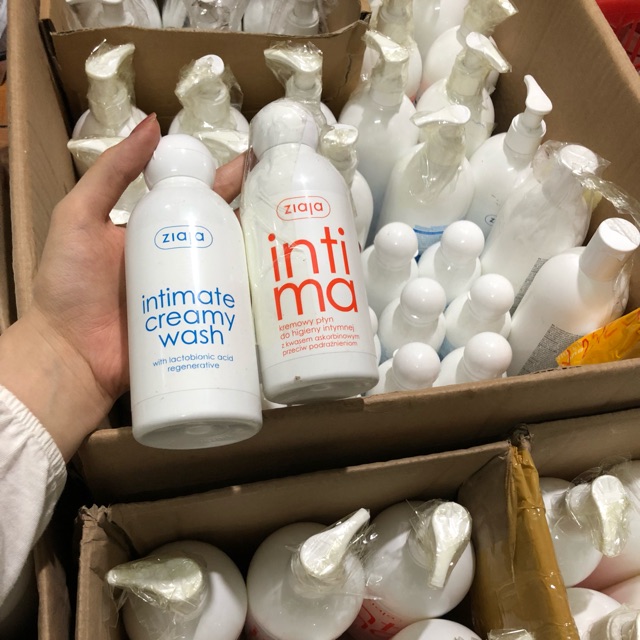 ziaja
intimate
creamy
wash
with lactobionic acid
regenerative
ziaja
inti
ma
kremowy płyn
do higieny intymnej
z kwasem askorbinowym
przeciw podrażnieniom